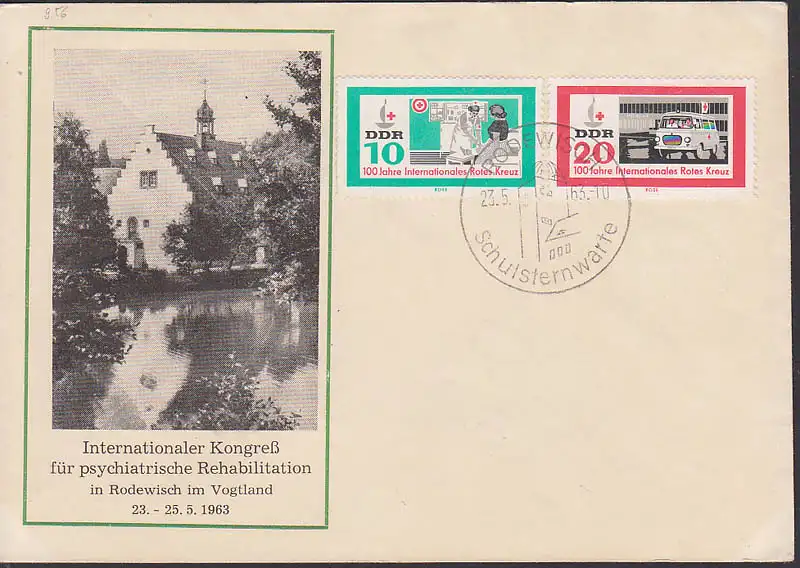 9.56
DDR
10
100 Jahre Internationales Rotes Kreuz
DDR
20
100 Jahre Internationales Rotes Kreuz
RODEWISCH
23.5. 63.-10
Schulsternwarte
Internationaler Kongreß
für psychiatrische Rehabilitation
in Rodewisch im Vogtland
23. - 25. 5. 1963